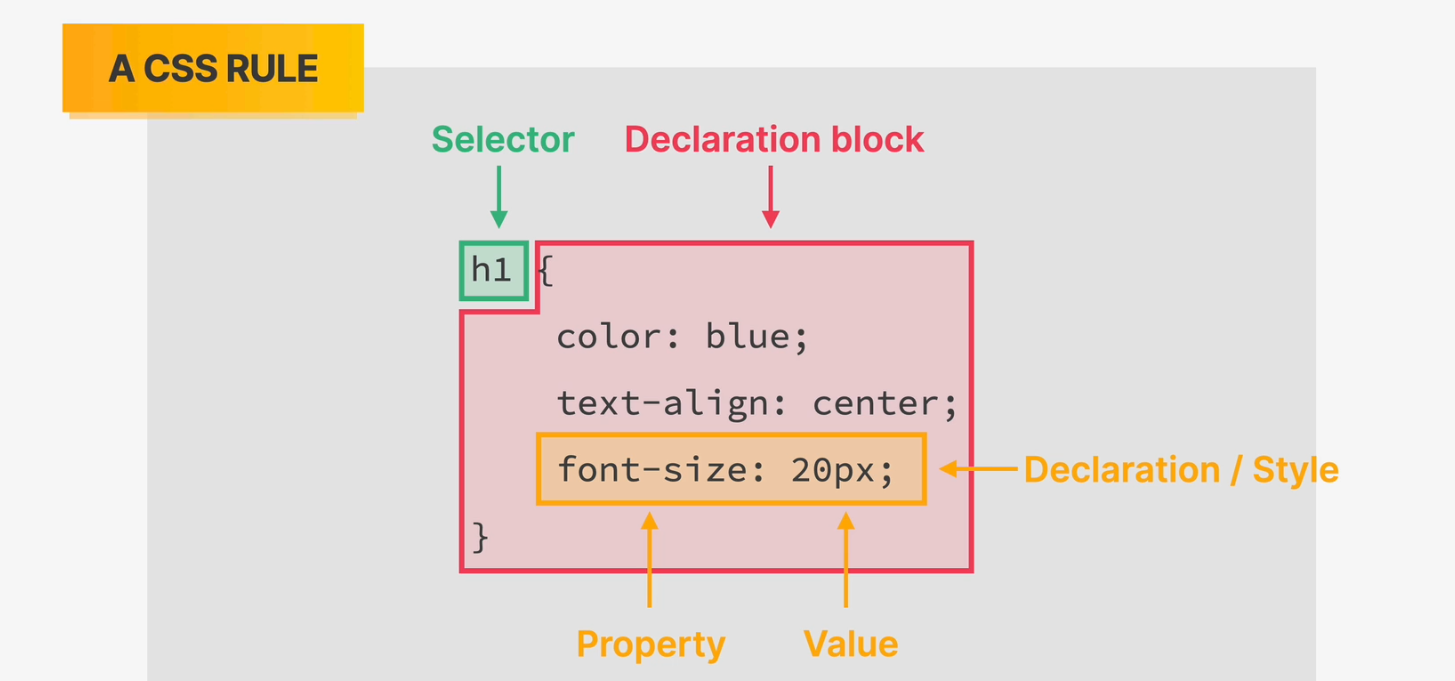 A CSS RULE
Selector
Declaration block
h1 {
color: blue;
text-align: center;
font-size: 20px;
Declaration / Style
}
Property
Value